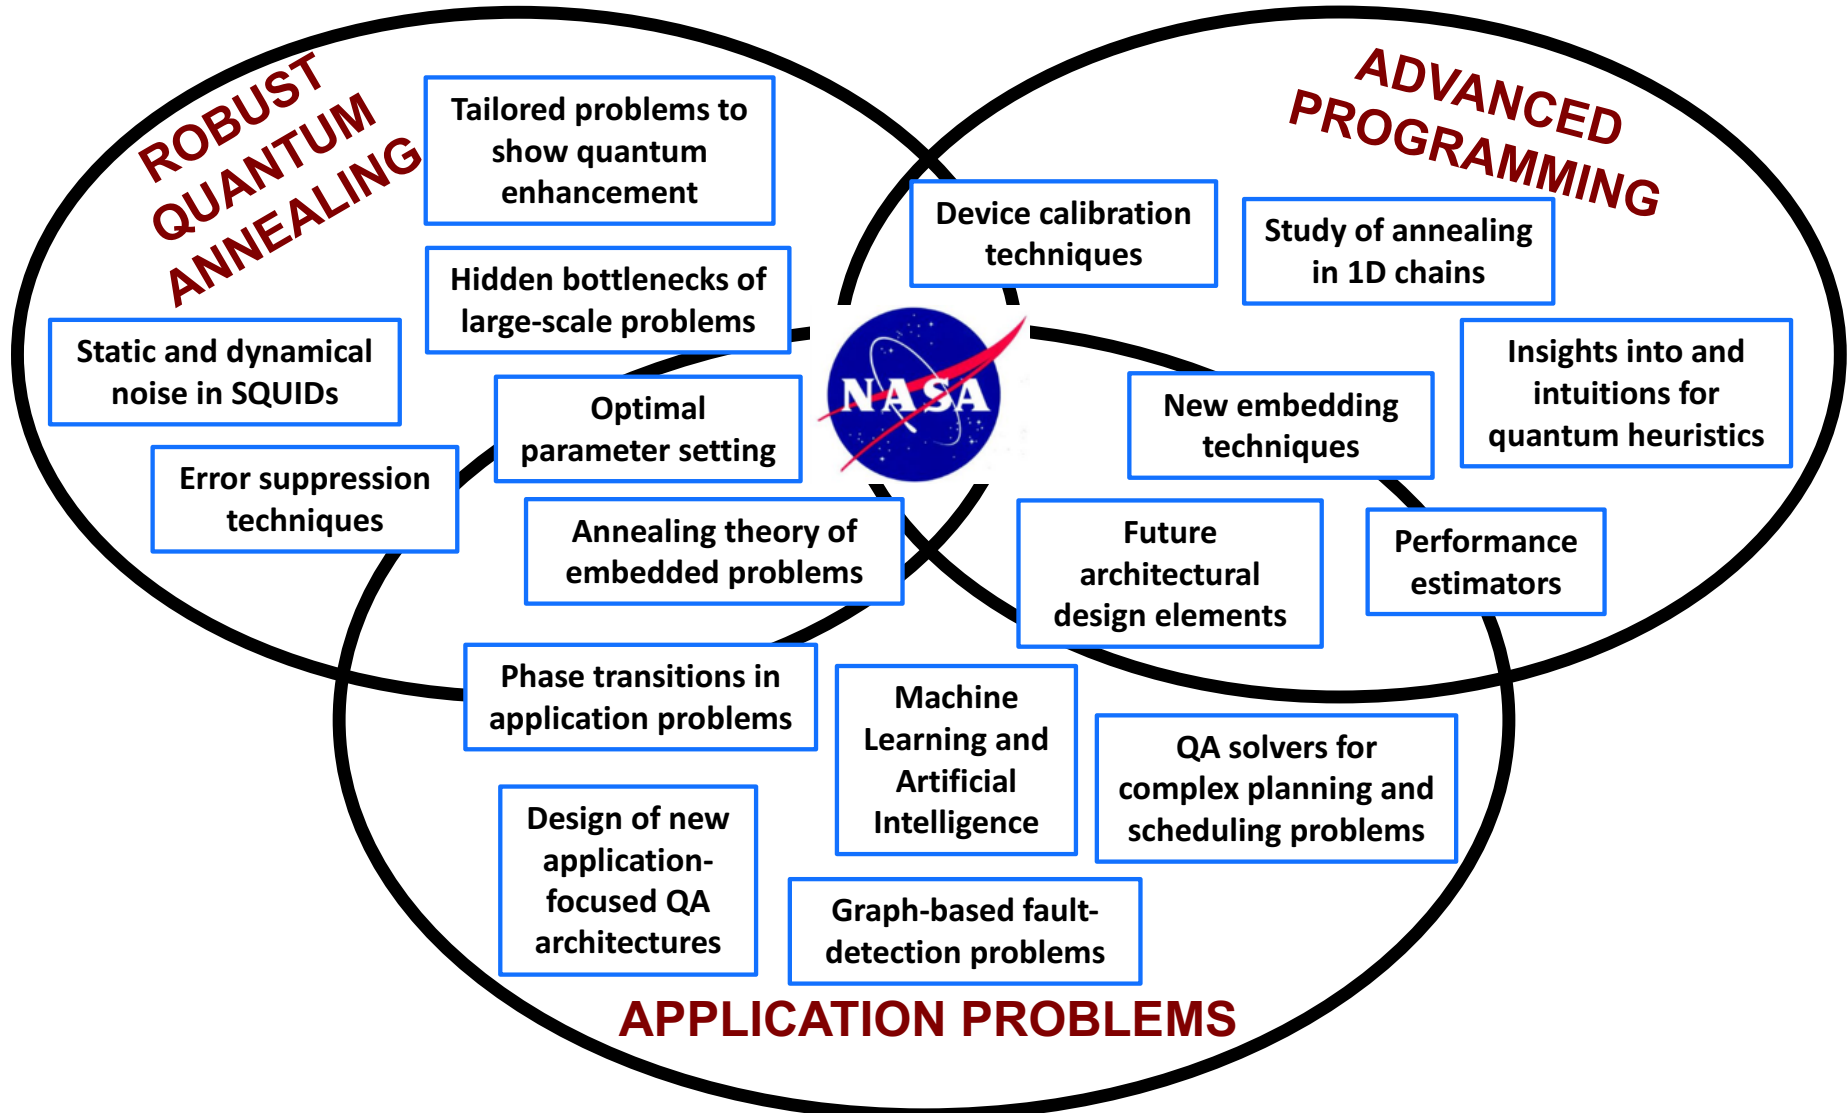 ROBUST
QUANTUM
ANNEALING
Tailored problems to
show quantum
enhancement
Hidden bottlenecks of
large-scale problems
Static and dynamical
noise in SQUIDs
Error suppression
techniques
Optimal
parameter setting
Annealing theory of
embedded problems
ADVANCED
PROGRAMMING
Device calibration
techniques
Study of annealing
in 1D chains
Insights into and
intuitions for
quantum heuristics
NASA
New embedding
techniques
Future
architectural
design elements
Performance
estimators
Phase transitions in
application problems
Machine
Learning and
Artificial
Intelligence
QA solvers for
complex planning and
scheduling problems
Design of new
application-
focused QA
architectures
Graph-based fault-
detection problems
APPLICATION PROBLEMS